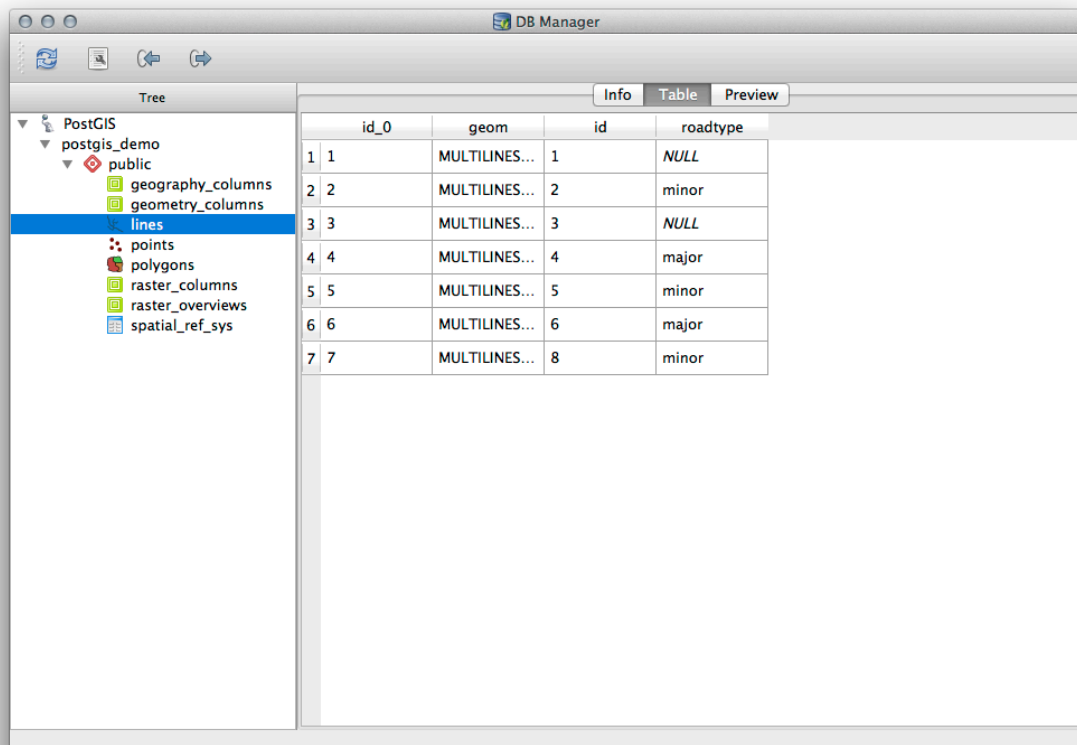 DB Manager
Tree
PostGIS
postgis_demo
public
geography_columns
geometry_columns
lines
points
polygons
raster_columns
raster_overviews
spatial_ref_sys
Info Table Preview
id_0 geom id roadtype
1 1 MULTILINES... 1 NULL
2 2 MULTILINES... 2 minor
3 3 MULTILINES... 3 NULL
4 4 MULTILINES... 4 major
5 5 MULTILINES... 5 minor
6 6 MULTILINES... 6 major
7 7 MULTILINES... 8 minor